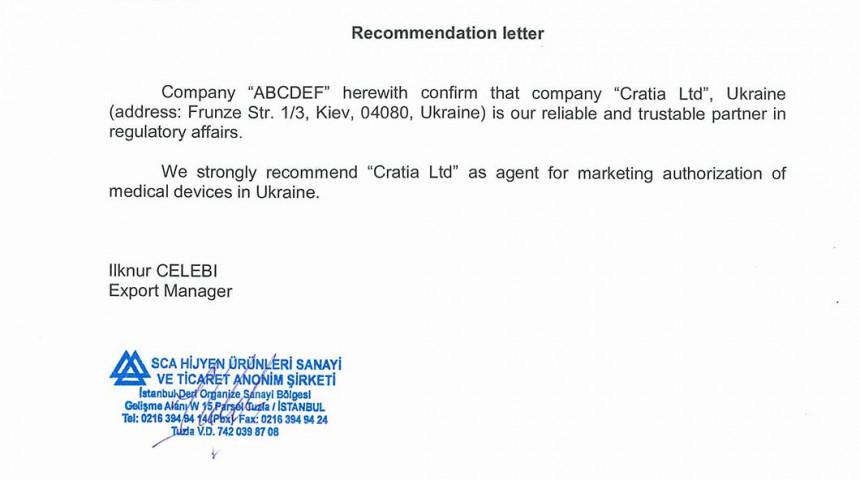 Recommendation letter
Company “ABCDEF” herewith confirm that company “Cratia Ltd”, Ukraine
(address: Frunze Str. 1/3, Kiev, 04080, Ukraine) is our reliable and trustable partner in
regulatory affairs.
We strongly recommend “Cratia Ltd” as agent for marketing authorization of
medical devices in Ukraine.
Ilknur CELEBI
Export Manager
SCA HİJYEN ÜRÜNLERİ SANAYİ
VE TİCARET ANONİM ŞİRKETİ
İstanbul Deri Organize Sanayi Bölgesi
Gelişme Alanı W 15 Parsel Tuzla / İSTANBUL
Tel: 0216 394 94 14(Pbx) Fax: 0216 394 94 24
Tuzla V.D. 742 039 87 08